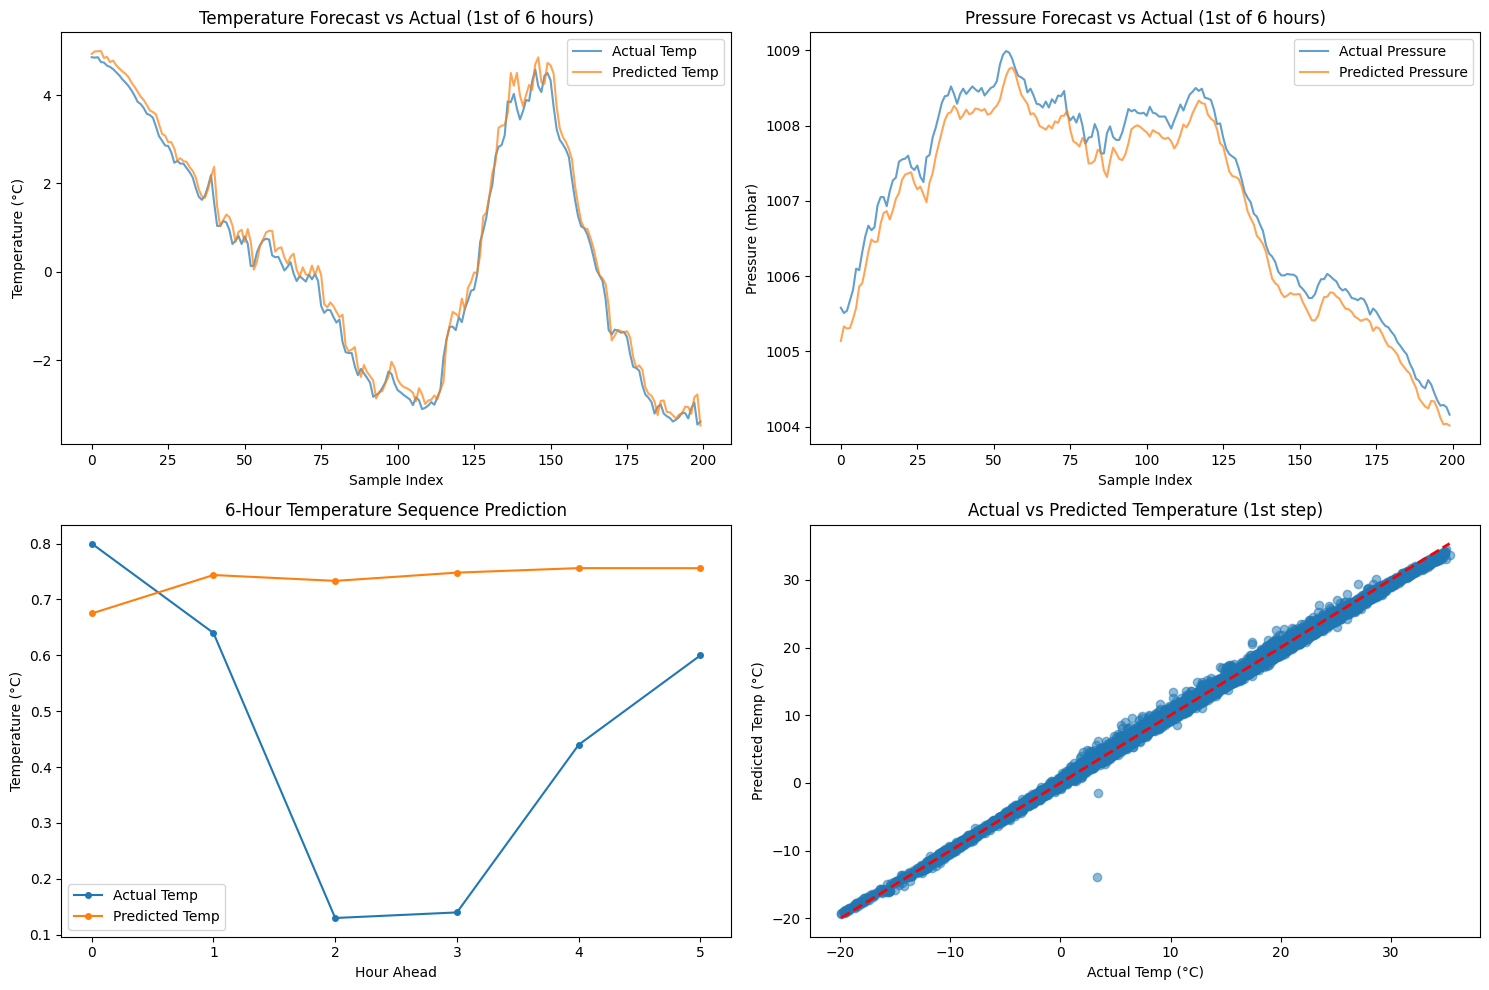 Temperature Forecast vs Actual (1st of 6 hours)
Actual Temp
Predicted Temp
Temperature (°C)
4
2
0
−2
0 25 50 75 100 125 150 175 200
Sample Index
Pressure Forecast vs Actual (1st of 6 hours)
Actual Pressure
Predicted Pressure
Pressure (mbar)
1009
1008
1007
1006
1005
1004
0 25 50 75 100 125 150 175 200
Sample Index
6-Hour Temperature Sequence Prediction
Temperature (°C)
0.8
0.7
0.6
0.5
0.4
0.3
0.2
0.1
Actual Temp
Predicted Temp
0 1 2 3 4 5
Hour Ahead
Actual vs Predicted Temperature (1st step)
Predicted Temp (°C)
30
20
10
0
−10
−20
−20 −10 0 10 20 30
Actual Temp (°C)